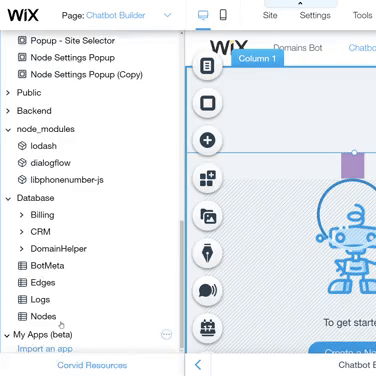 WiX Page: Chatbot Builder Site Settings Tools
Popup - Site Selector
Node Settings Popup
Node Settings Popup (Copy)
Public
Backend
node_modules
lodash
dialogflow
libphonenumber-js
Database
Billing
CRM
DomainHelper
BotMeta
Edges
Logs
Nodes
My Apps (beta)
Import an app
Corvid Resources
WiX Domains Bot
Column 1
17
To get starte
Chatbot